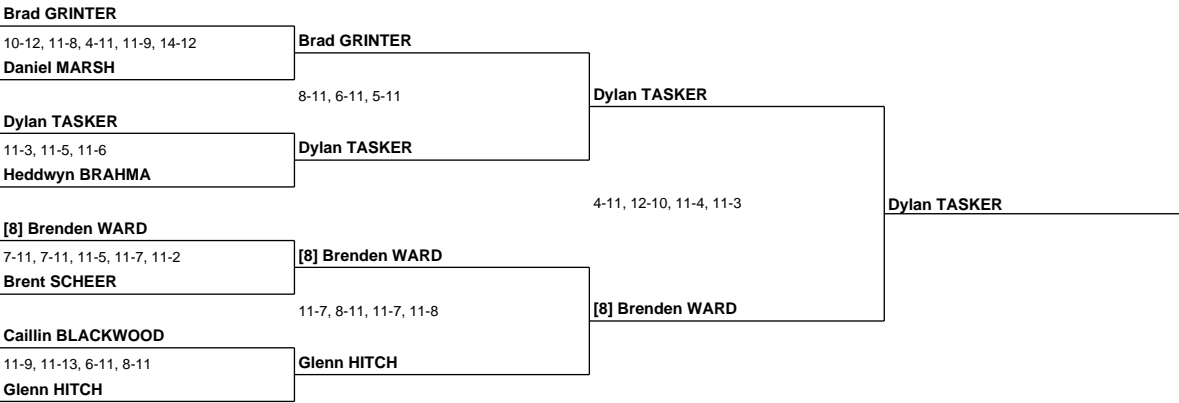 Brad GRINTER
10-12, 11-8, 4-11, 11-9, 14-12
Daniel MARSH
Brad GRINTER
8-11, 6-11, 5-11
Dylan TASKER
Dylan TASKER
11-3, 11-5, 11-6
Heddwyn BRAHMA
Dylan TASKER
4-11, 12-10, 11-4, 11-3
Dylan TASKER
[8] Brenden WARD
7-11, 7-11, 11-5, 11-7, 11-2
Brent SCHEER
[8] Brenden WARD
11-7, 8-11, 11-7, 11-8
[8] Brenden WARD
Caillin BLACKWOOD
11-9, 11-13, 6-11, 8-11
Glenn HITCH
Glenn HITCH